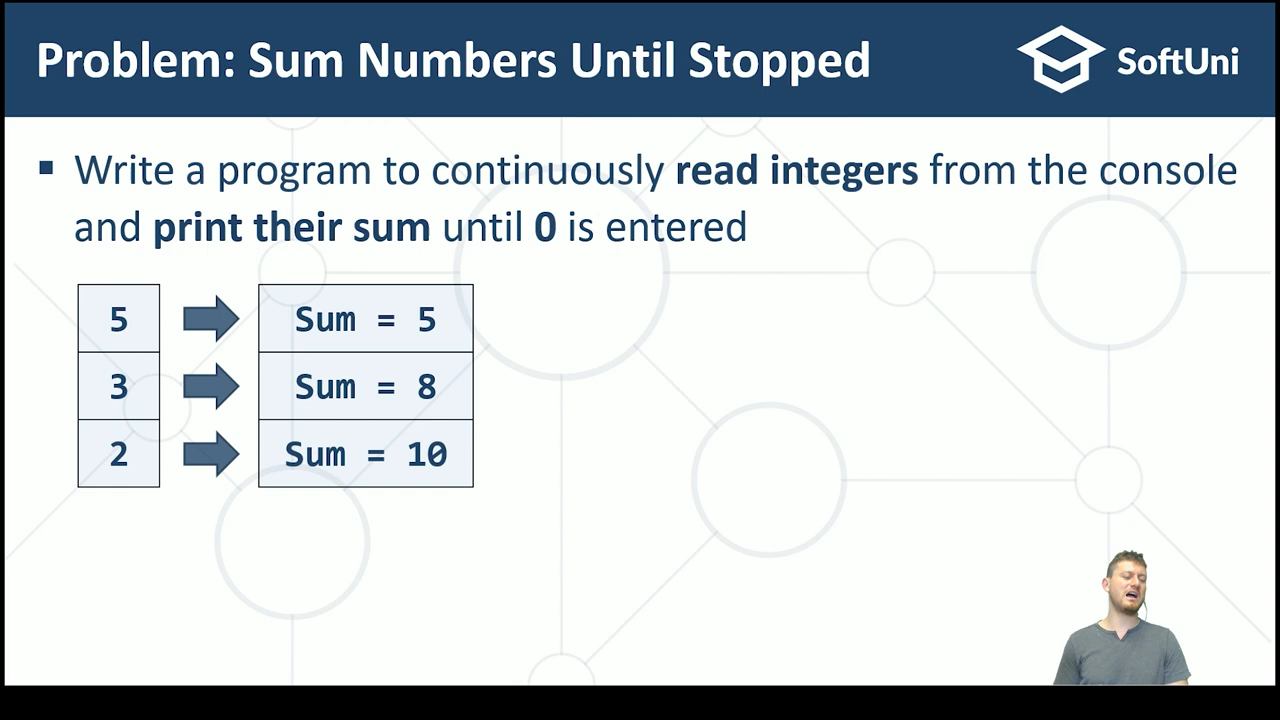 Problem: Sum Numbers Until Stopped
SoftUni
▪ Write a program to continuously read integers from the console
and print their sum until 0 is entered
5
Sum = 5
3
Sum = 8
2
Sum = 10